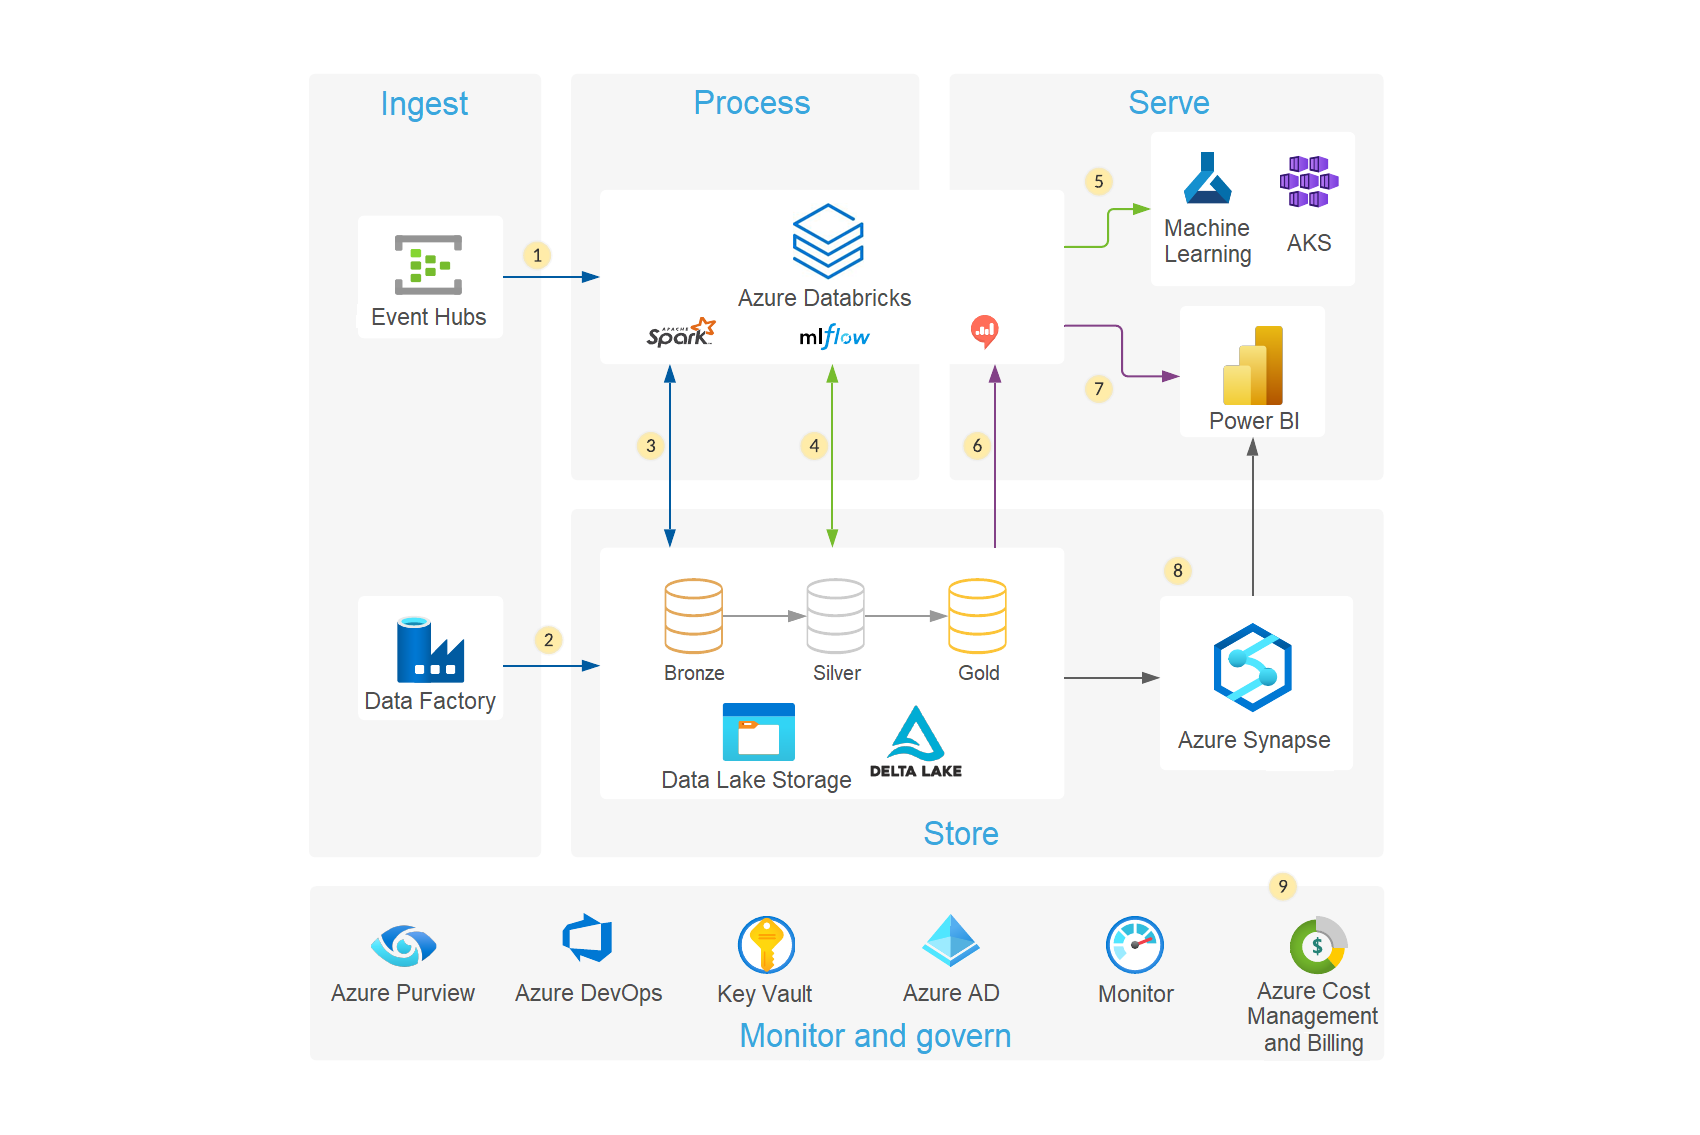 Ingest
Process
Serve
5
Machine
Learning
AKS
1
Event Hubs
Azure Databricks
APACHE
Spark
mlflow
7
Power BI
3
4
6
8
2
Data Factory
Bronze
Silver
Gold
Data Lake Storage
DELTA LAKE
Azure Synapse
Store
9
$
Azure Purview
Azure DevOps
Key Vault
Azure AD
Monitor
Azure Cost
Management
and Billing
Monitor and govern